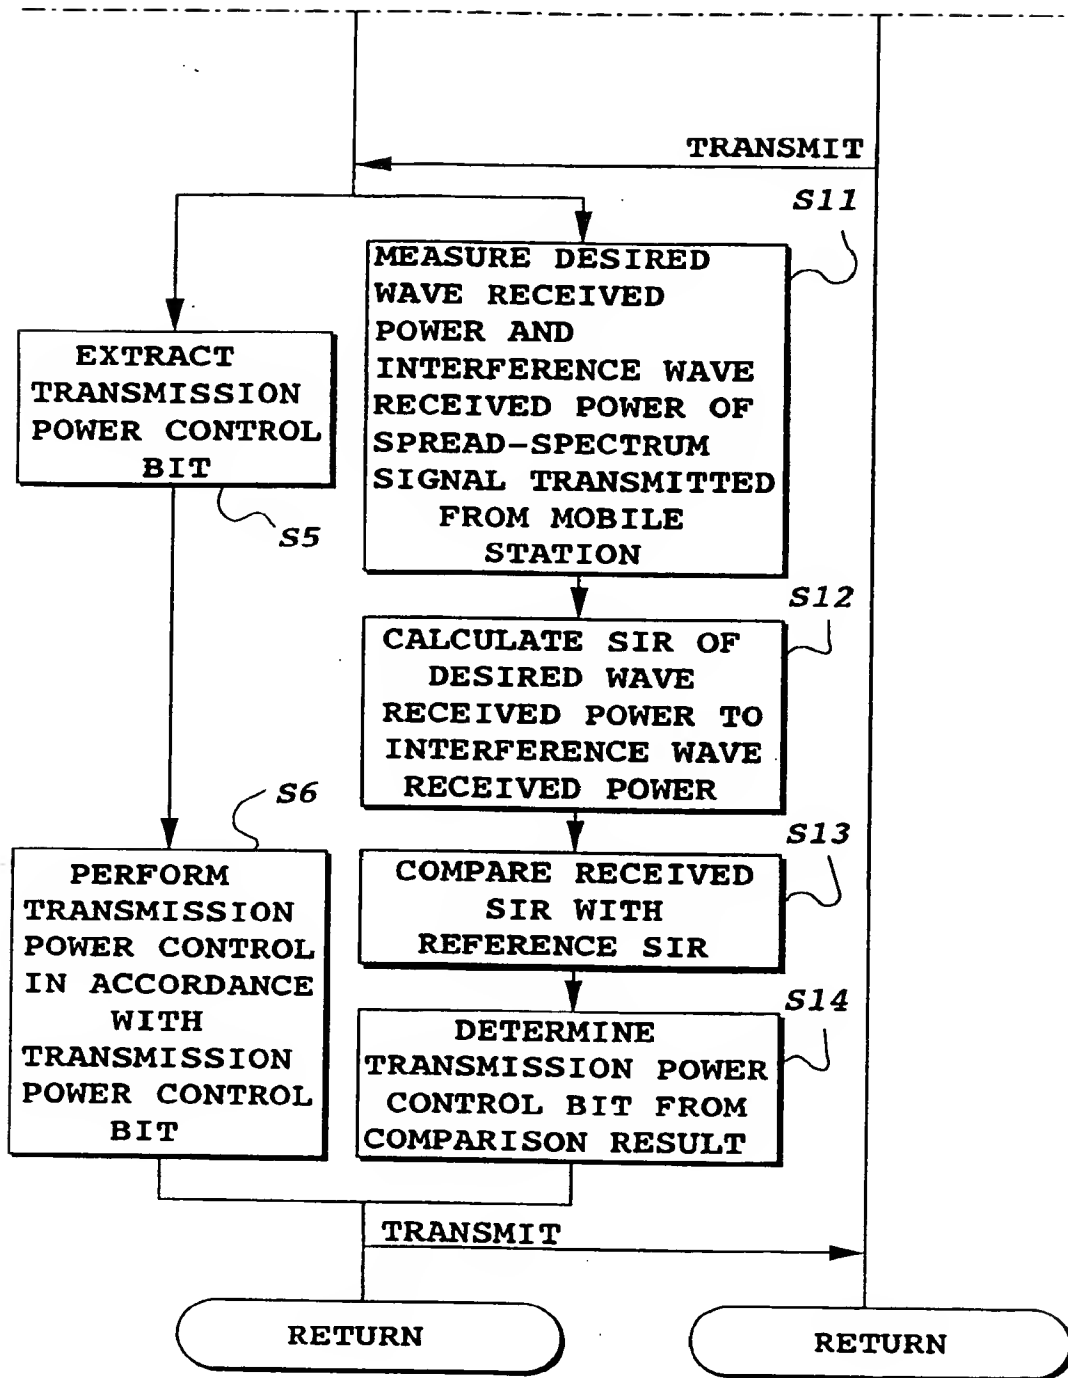 TRANSMIT
S11
MEASURE DESIRED
WAVE RECEIVED
POWER AND
INTERFERENCE WAVE
RECEIVED POWER OF
SPREAD-SPECTRUM
SIGNAL TRANSMITTED
FROM MOBILE
STATION
EXTRACT
TRANSMISSION
POWER CONTROL
BIT
S5
S12
CALCULATE SIR OF
DESIRED WAVE
RECEIVED POWER TO
INTERFERENCE WAVE
RECEIVED POWER
S6
S13
PERFORM
TRANSMISSION
POWER CONTROL
IN ACCORDANCE
WITH
TRANSMISSION
POWER CONTROL
BIT
COMPARE RECEIVED
SIR WITH
REFERENCE SIR
S14
DETERMINE
TRANSMISSION POWER
CONTROL BIT FROM
COMPARISON RESULT
TRANSMIT
RETURN
RETURN